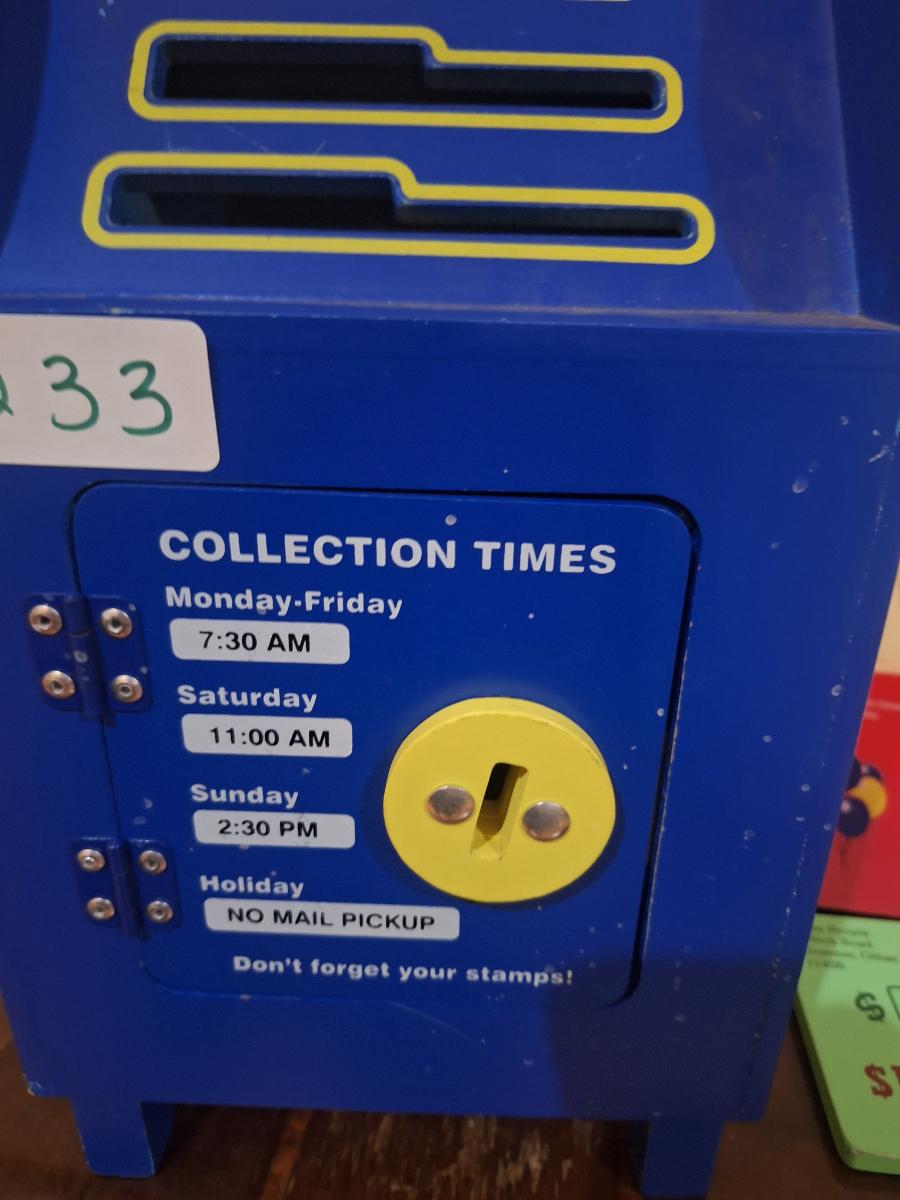 33
COLLECTION TIMES
Monday-Friday
7:30 AM
Saturday
11:00 AM
Sunday
2:30 PM
Holiday
NO MAIL PICKUP
Don't forget your stamps!
$
$